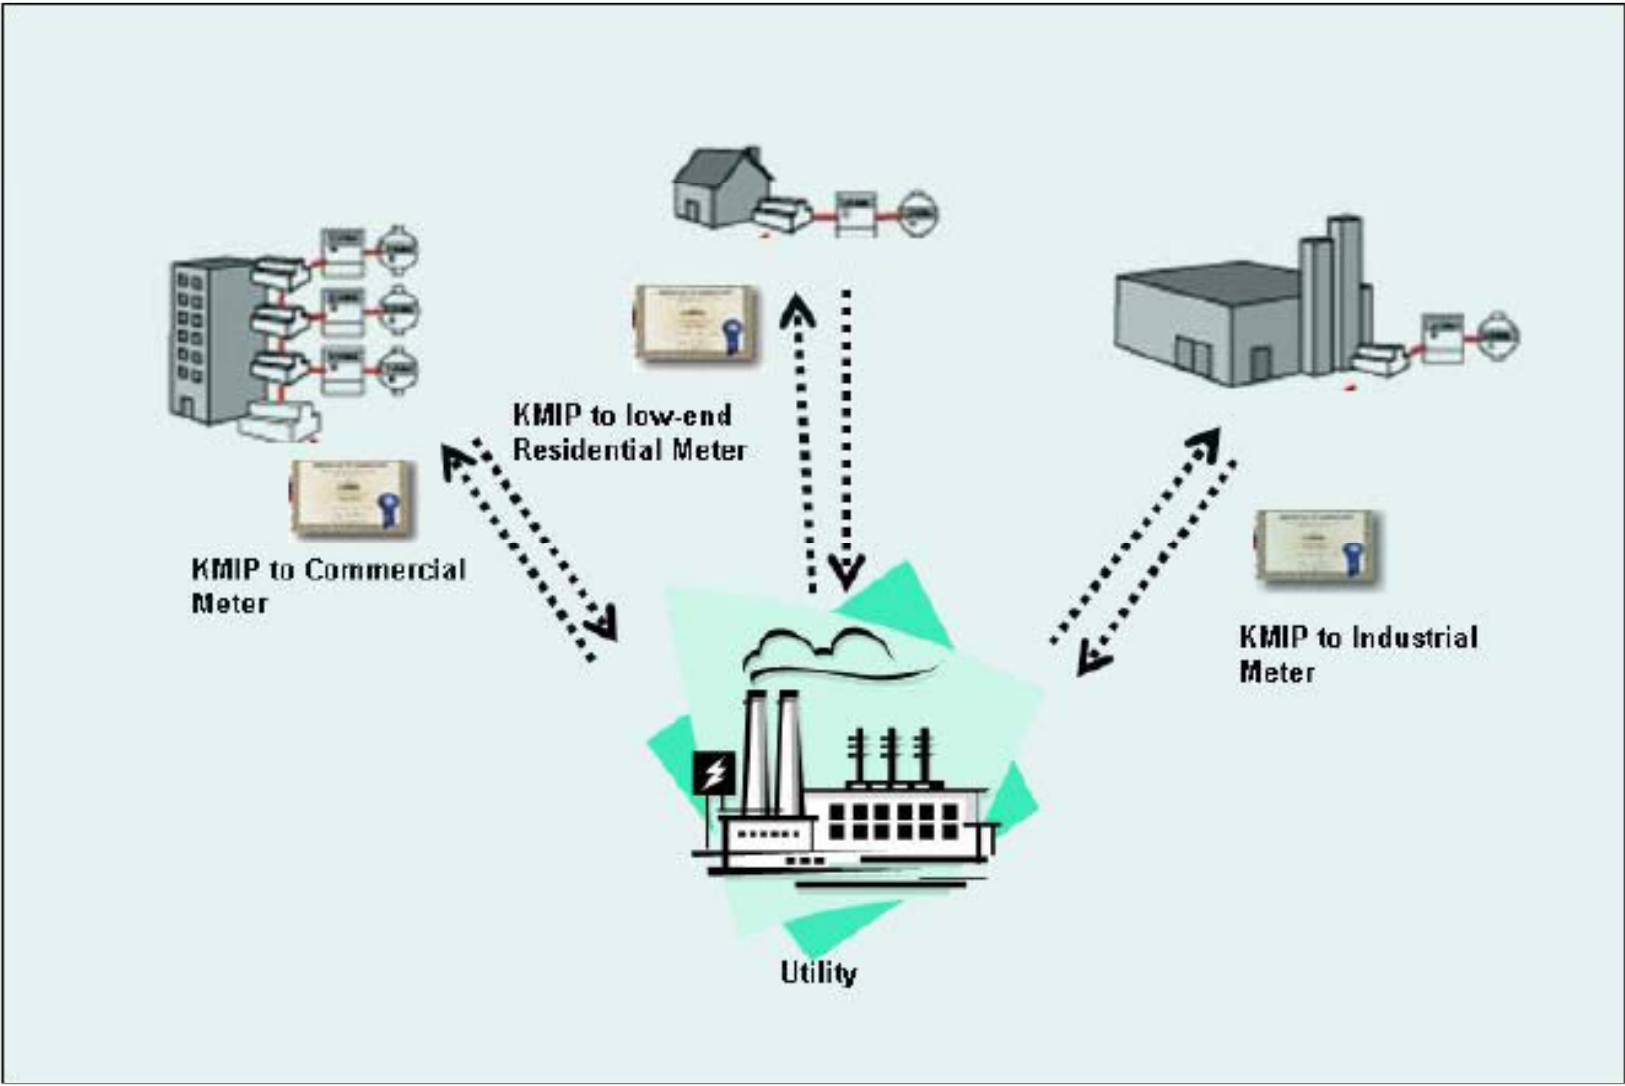 KMIP to low-end
Residential Meter
KMIP to Commercial
Meter
KMIP to Industrial
Meter
Utility